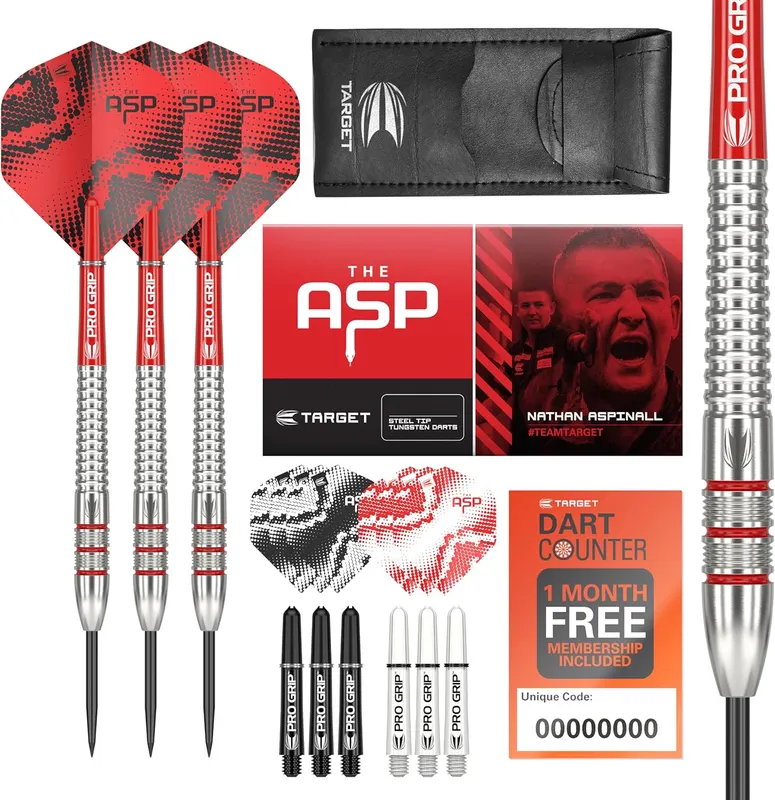 THE
ASP
THE
ASP
THE
ASP
PRO GRIP
PRO GRIP
PRO GRIP
TARGET
PRO GRIP
THE
ASP
TARGET
STEEL TIP
TUNGSTEN DARTS
NATHAN ASPINALL
#TEAMTARGET
ASP
ASP
PRO GRIP
PRO GRIP
PRO GRIP
PRO GRIP
PRO GRIP
PRO GRIP
TARGET
DART
COUNTER
1 MONTH
FREE
MEMBERSHIP
INCLUDED
Unique Code:
00000000